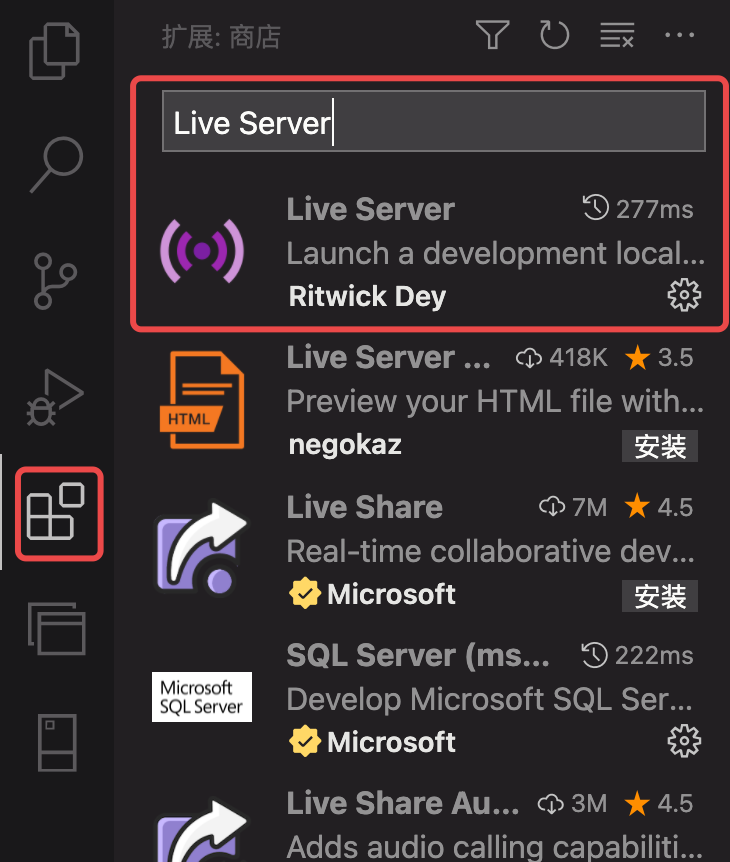 扩展: 商店
Live Server
Live Server 277ms
Launch a development local...
Ritwick Dey
Live Server ... 418K 3.5
HTML
Preview your HTML file with...
negokaz 安装
Live Share 7M 4.5
Real-time collaborative dev...
Microsoft 安装
SQL Server (ms... 222ms
Microsoft
SQL Server
Develop Microsoft SQL Ser...
Microsoft
Live Share Au... 3M 4.5
Adds audio calling capabiliti...